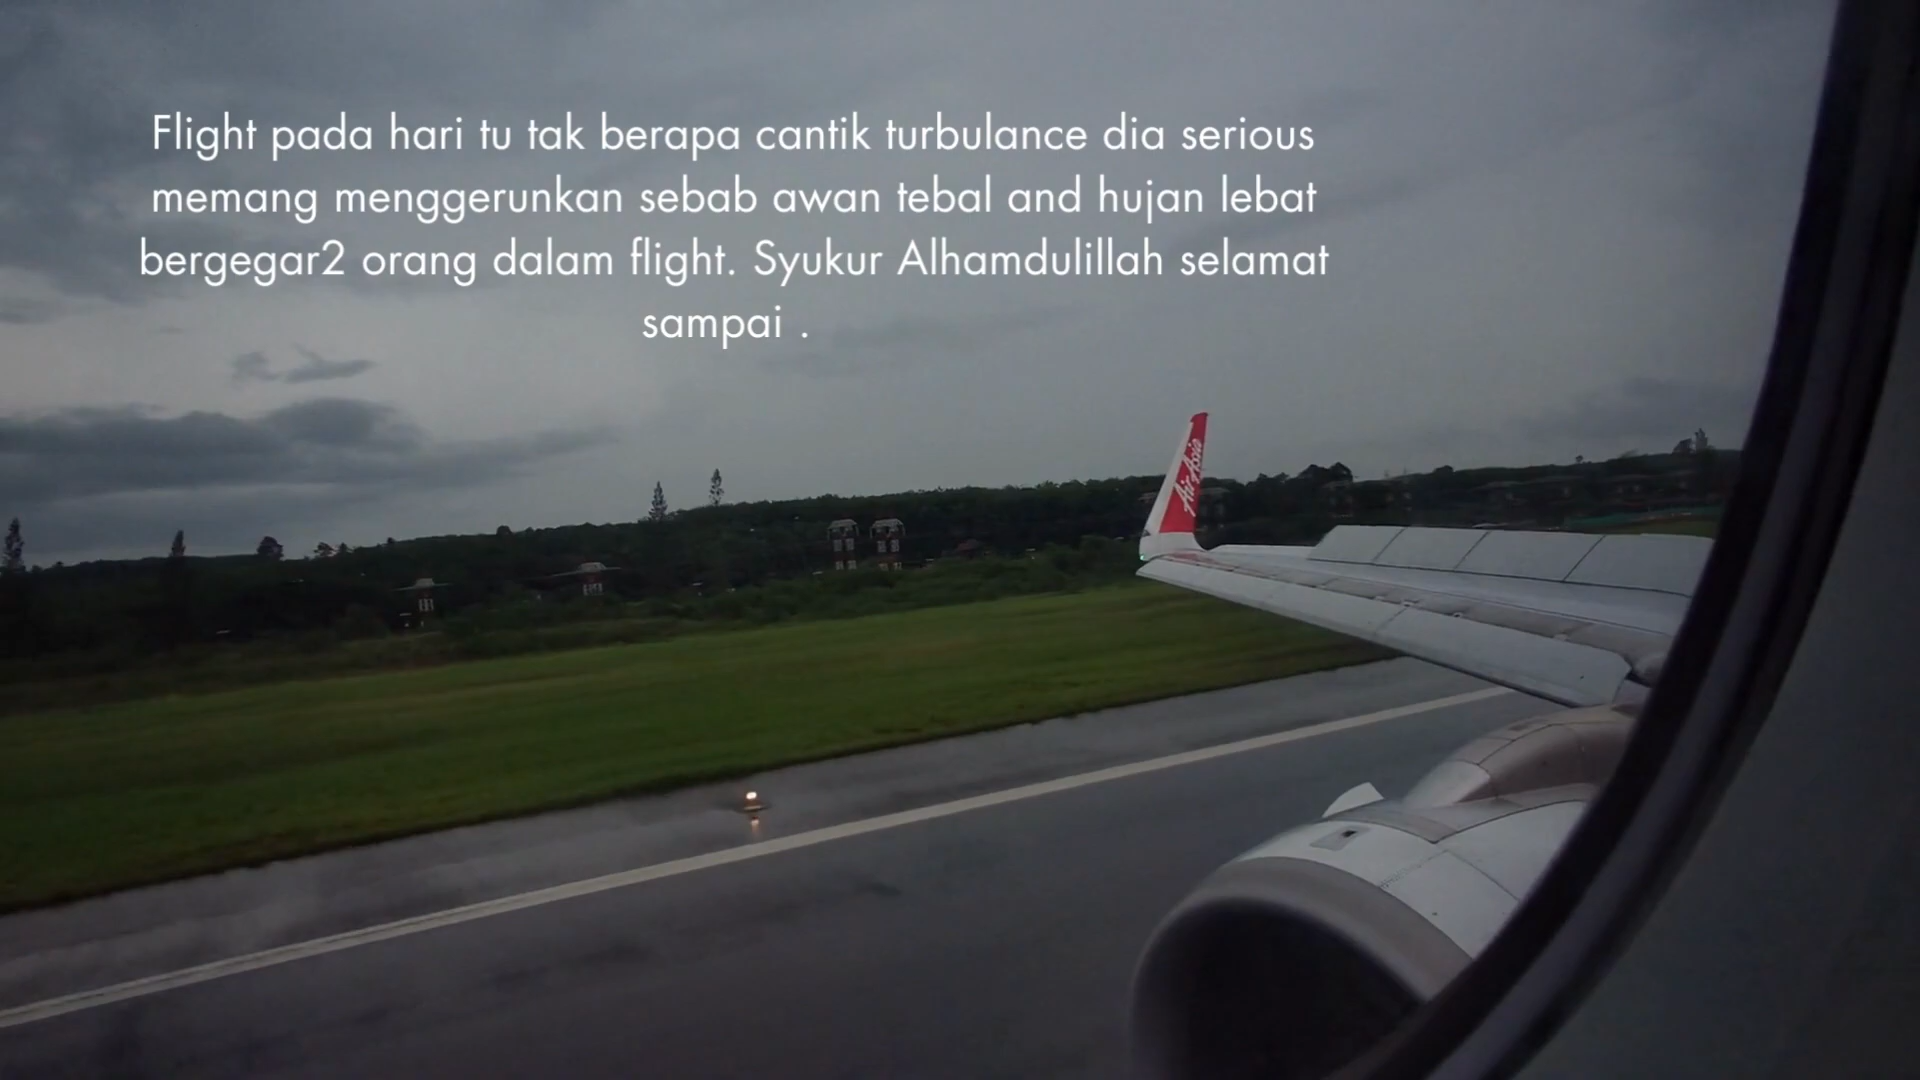 Flight pada hari tu tak berapa cantik turbulance dia serious
memang menggerunkan sebab awan tebal and hujan lebat
bergegar2 orang dalam flight. Syukur Alhamdulillah selamat
sampai .
AirAsia